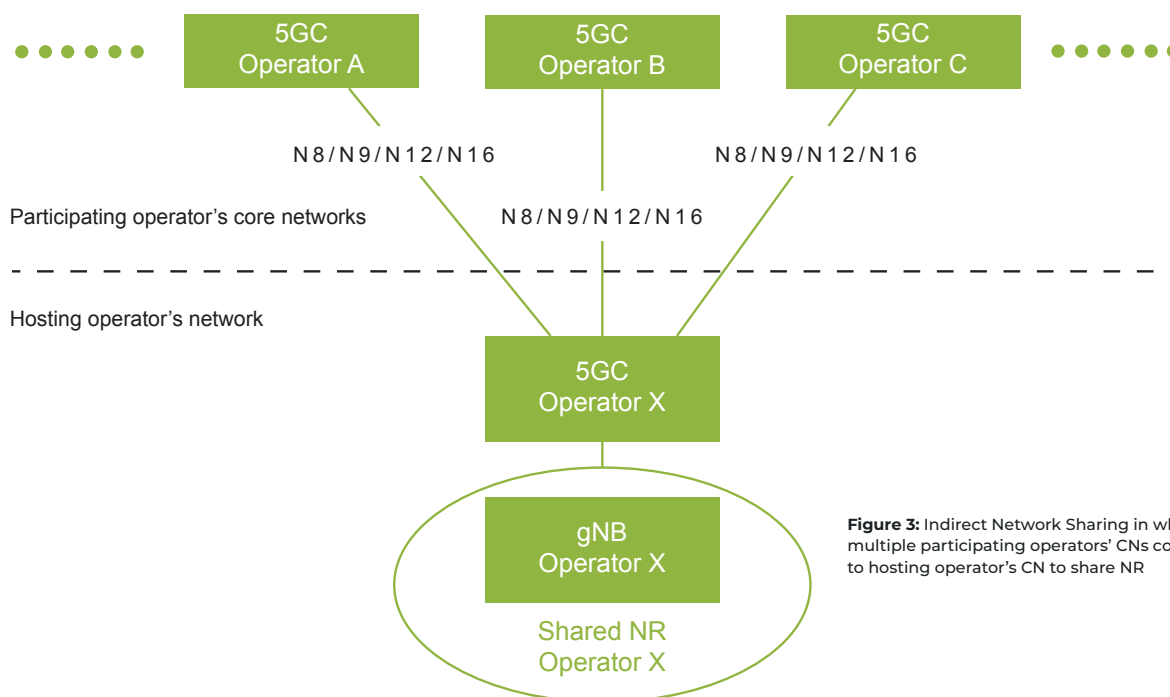 5GC
Operator A
5GC
Operator B
5GC
Operator C
N8/N9/N12/N16
N8/N9/N12/N16
Participating operator's core networks
N8/N9/N12/N16
Hosting operator's network
5GC
Operator X
gNB
Operator X
Shared NR
Operator X
Figure 3: Indirect Network Sharing in
multiple participating operators' CNs
to hosting operator's CN to share NR